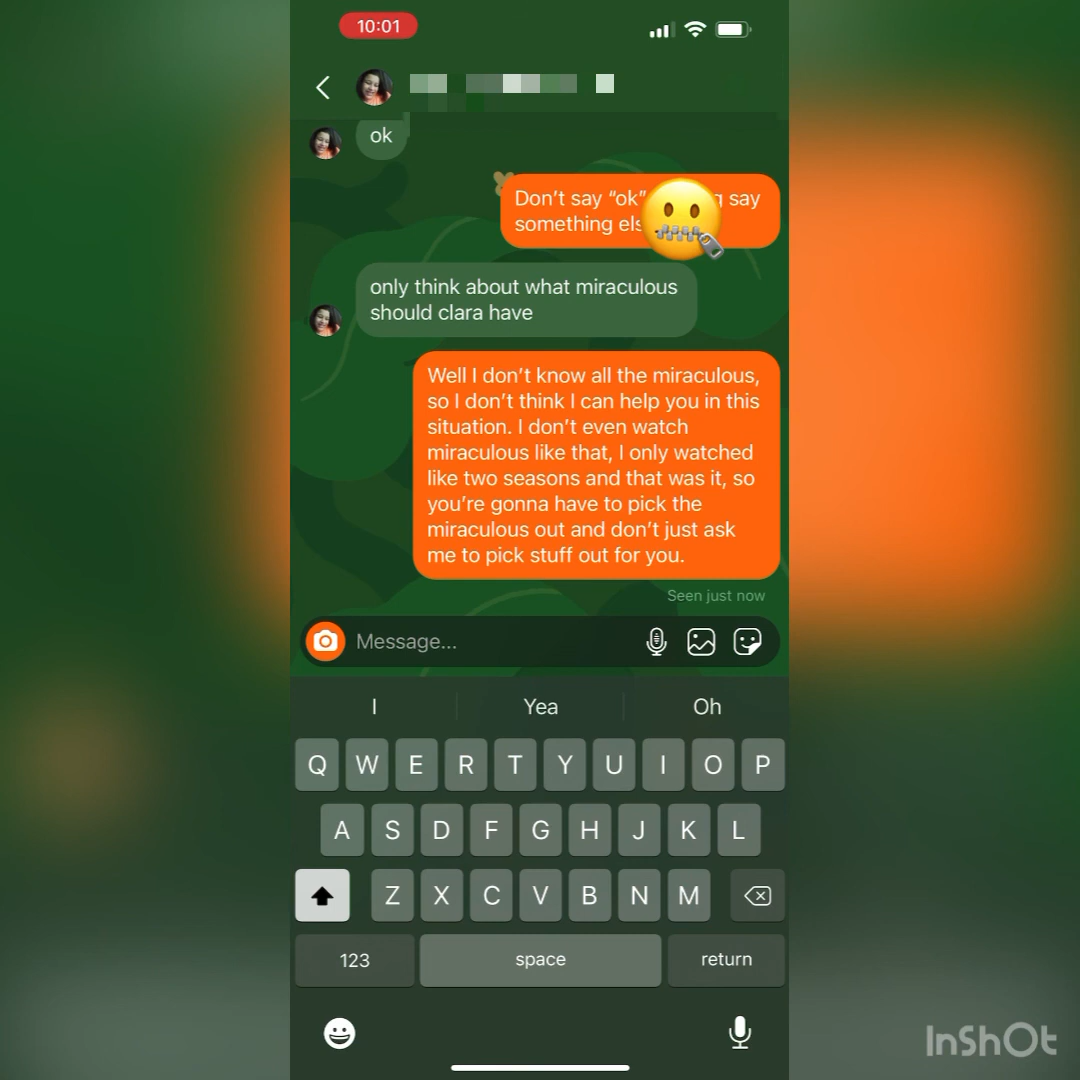 10:01
ok
Don't say “ok” say
something els
only think about what miraculous
should clara have
Well I don't know all the miraculous,
so I don't think I can help you in this
situation. I don't even watch
miraculous like that, I only watched
like two seasons and that was it, so
you're gonna have to pick the
miraculous out and don't just ask
me to pick stuff out for you.
Seen just now
Message...
I Yea Oh
Q W E R T Y U I O P
A S D F G H J K L
Z X C V B N M
123 space return
InShOt